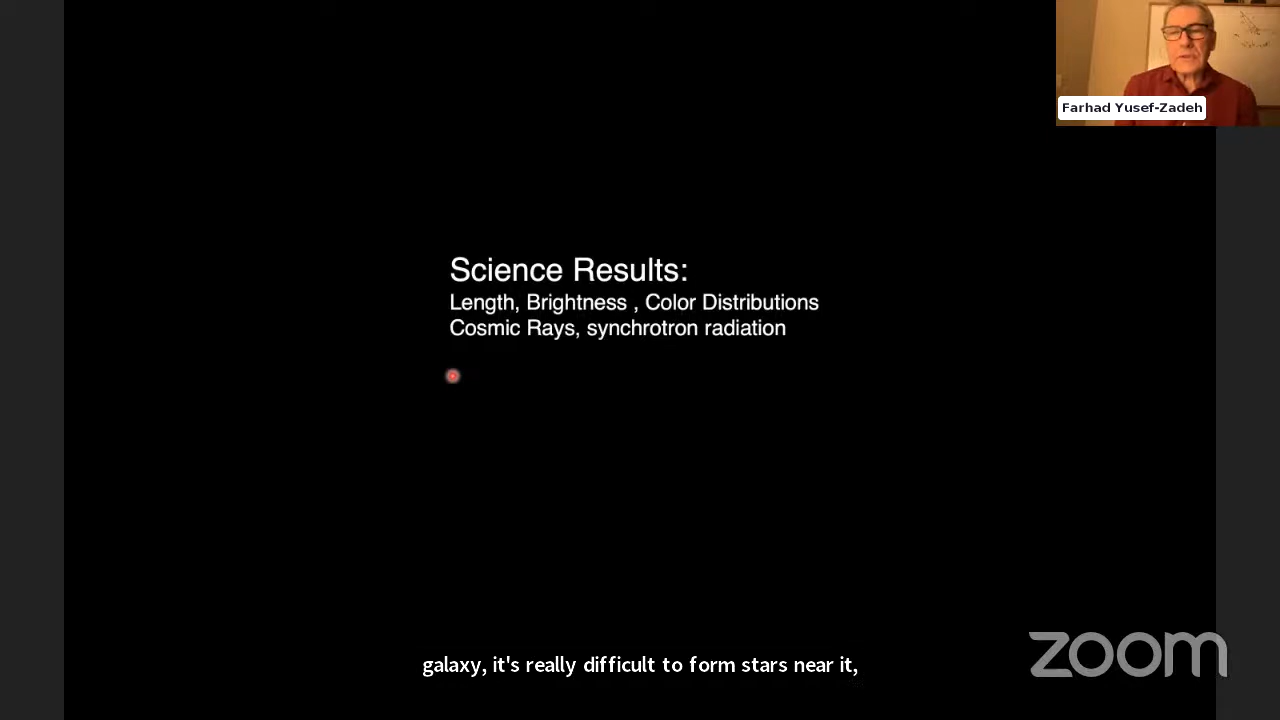 Farhad Yusef-Zadeh
Science Results:
Length, Brightness , Color Distributions
Cosmic Rays, synchrotron radiation
galaxy, it's really difficult to form stars near it,
zoom